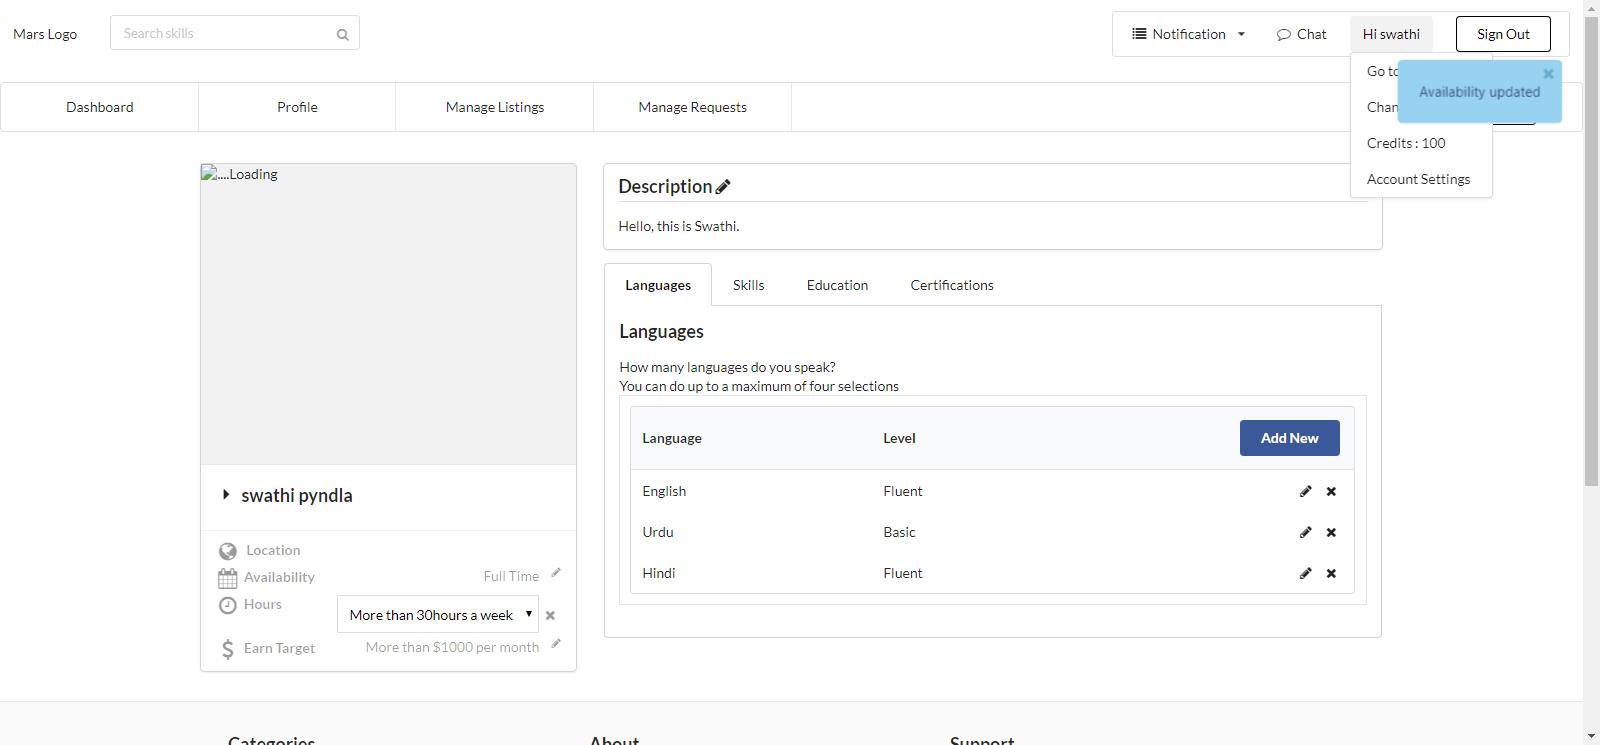 Mars Logo
Search skills
Notification
Chat
Hi swathi
Sign Out
Go to
Availability updated
Credits : 100
Account Settings
Dashboard
Profile
Manage Listings
Manage Requests
....Loading
Description
Hello, this is Swathi.
Languages
Skills
Education
Certifications
Languages
How many languages do you speak?
You can do up to a maximum of four selections
Language Level Add New
English Fluent
Urdu Basic
Hindi Fluent
swathi pyndla
Location
Availability Full Time
Hours More than 30hours a week
Earn Target More than $1000 per month
Categories
About
Support